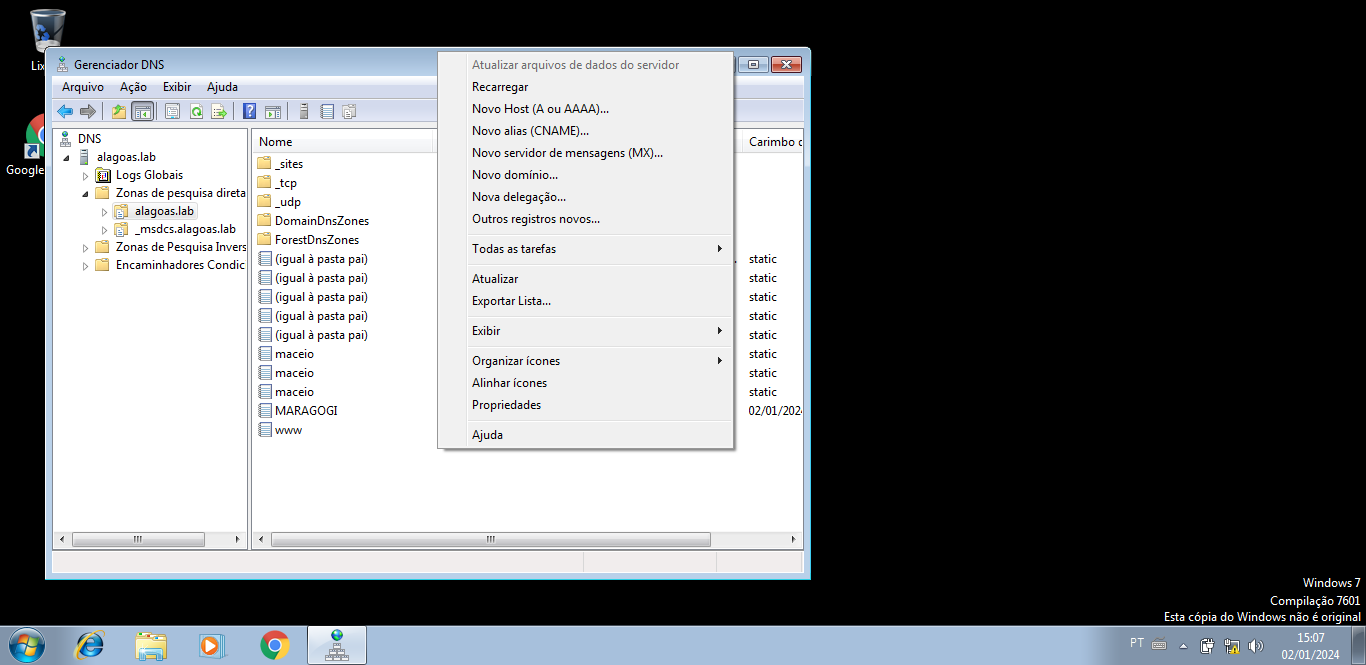 Lix
Google
Gerenciador DNS
Arquivo Ação Exibir Ajuda
DNS
alagoas.lab
Logs Globais
Zonas de pesquisa direta
alagoas.lab
_msdcs.alagoas.lab
Zonas de Pesquisa Invers
Encaminhadores Condic
Nome
Carimbo d
_sites
_tcp
_udp
DomainDnsZones
ForestDnsZones
(igual à pasta pai) static
(igual à pasta pai) static
(igual à pasta pai) static
(igual à pasta pai) static
(igual à pasta pai) static
maceio static
maceio static
maceio static
MARAGOGI 02/01/2024
www
Atualizar arquivos de dados do servidor
Recarregar
Novo Host (A ou AAAA)...
Novo alias (CNAME)...
Novo servidor de mensagens (MX)...
Novo domínio...
Nova delegação...
Outros registros novos...
Todas as tarefas
Atualizar
Exportar Lista...
Exibir
Organizar ícones
Alinhar ícones
Propriedades
Ajuda
Windows 7
Compilação 7601
Esta cópia do Windows não é original
PT
15:07
02/01/2024